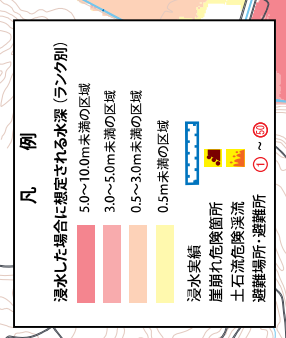 凡 例
浸水した場合に想定される水深（ランク別）
5.0～10.0m未満の区域
3.0～5.0m未満の区域
0.5～3.0m未満の区域
0.5m未満の区域
浸水実績
崖崩れ危険箇所
土石流危険渓流
避難場所・避難所 ① ～ ㊿